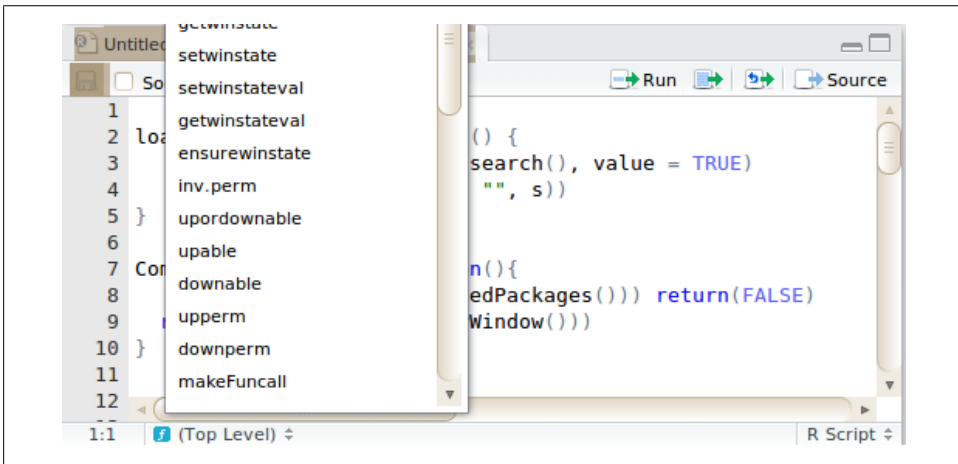 getwinstate
Untitled
setwinstate
So
setwinstateval
Run
Source
getwinstateval
1
2 loa () {
ensurewinstate
3 search(), value = TRUE)
inv.perm
4 "", s))
5 }
upordownable
6
upable
7 Com n(){
downable
8 edPackages())) return(FALSE)
upperm
9 Window()))
10 }
downperm
11
makeFuncall
12
1:1 (Top Level)
R Script